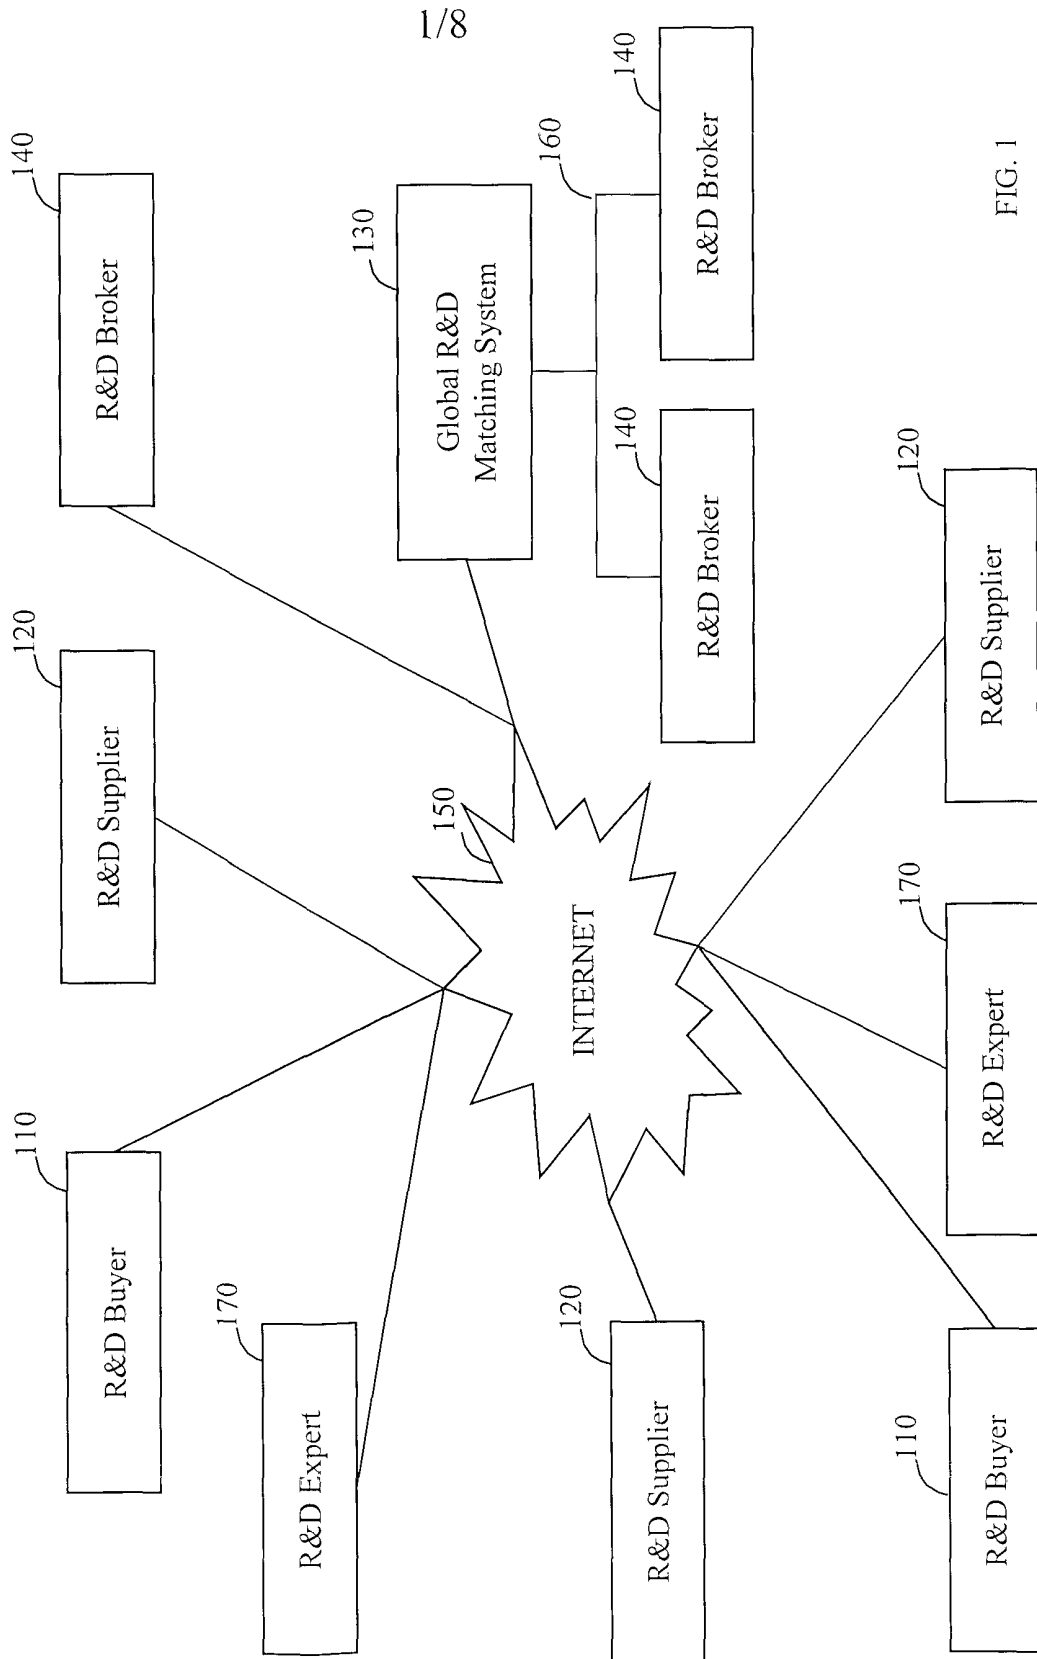 1/8
110
R&D Buyer
120
R&D Supplier
140
R&D Broker
170
R&D Expert
130
Global R&D
Matching System
150
INTERNET
160
120
R&D Supplier
140
R&D Broker
140
R&D Broker
110
R&D Buyer
170
R&D Expert
120
R&D Supplier
FIG. 1